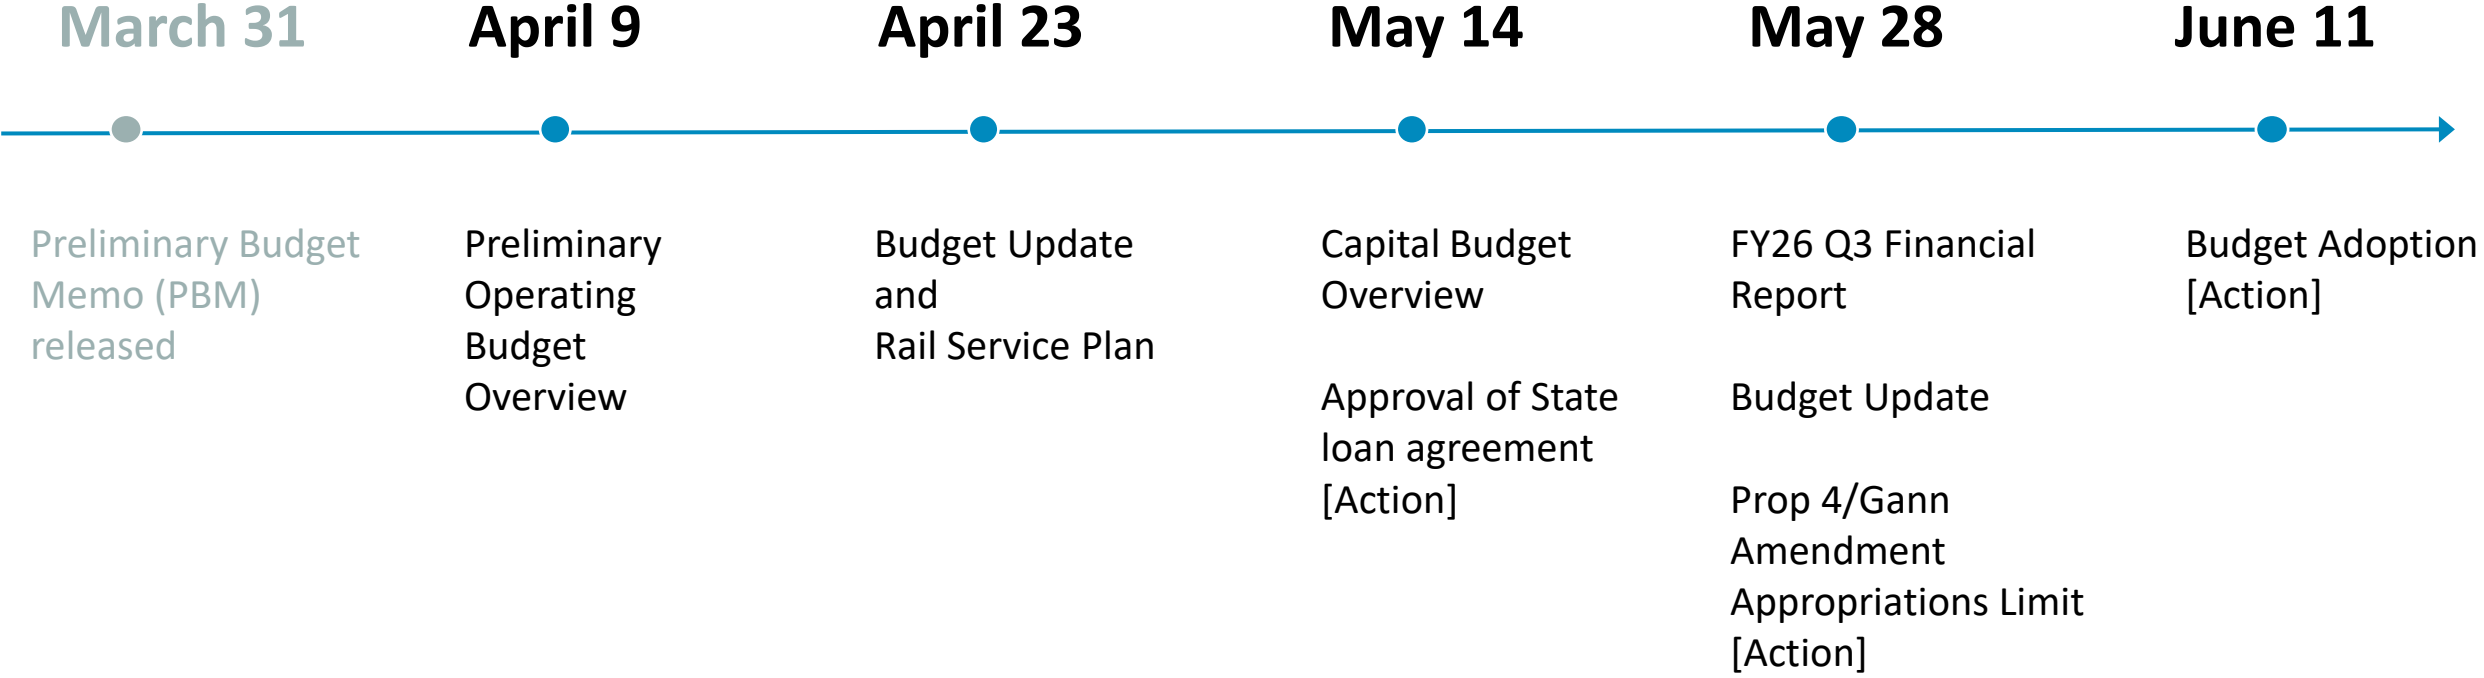 March 31
April 9
April 23
May 14
May 28
June 11
Preliminary Budget
Memo (PBM)
released
Preliminary
Operating
Budget
Overview
Budget Update
and
Rail Service Plan
Capital Budget
Overview
Approval of State
loan agreement
[Action]
FY26 Q3 Financial
Report
Budget Update
Prop 4/Gann
Amendment
Appropriations Limit
[Action]
Budget Adoption
[Action]